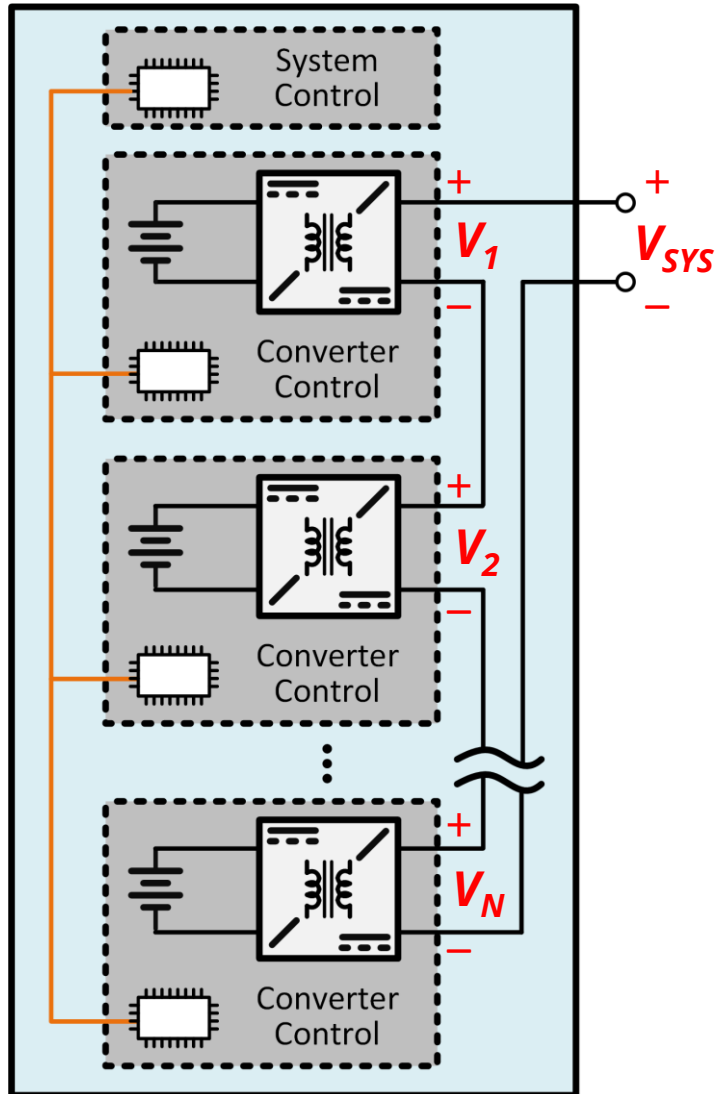 System
Control
+
V1
−
+
VSYS
−
Converter
Control
+
V2
−
Converter
Control
+
VN
−
Converter
Control